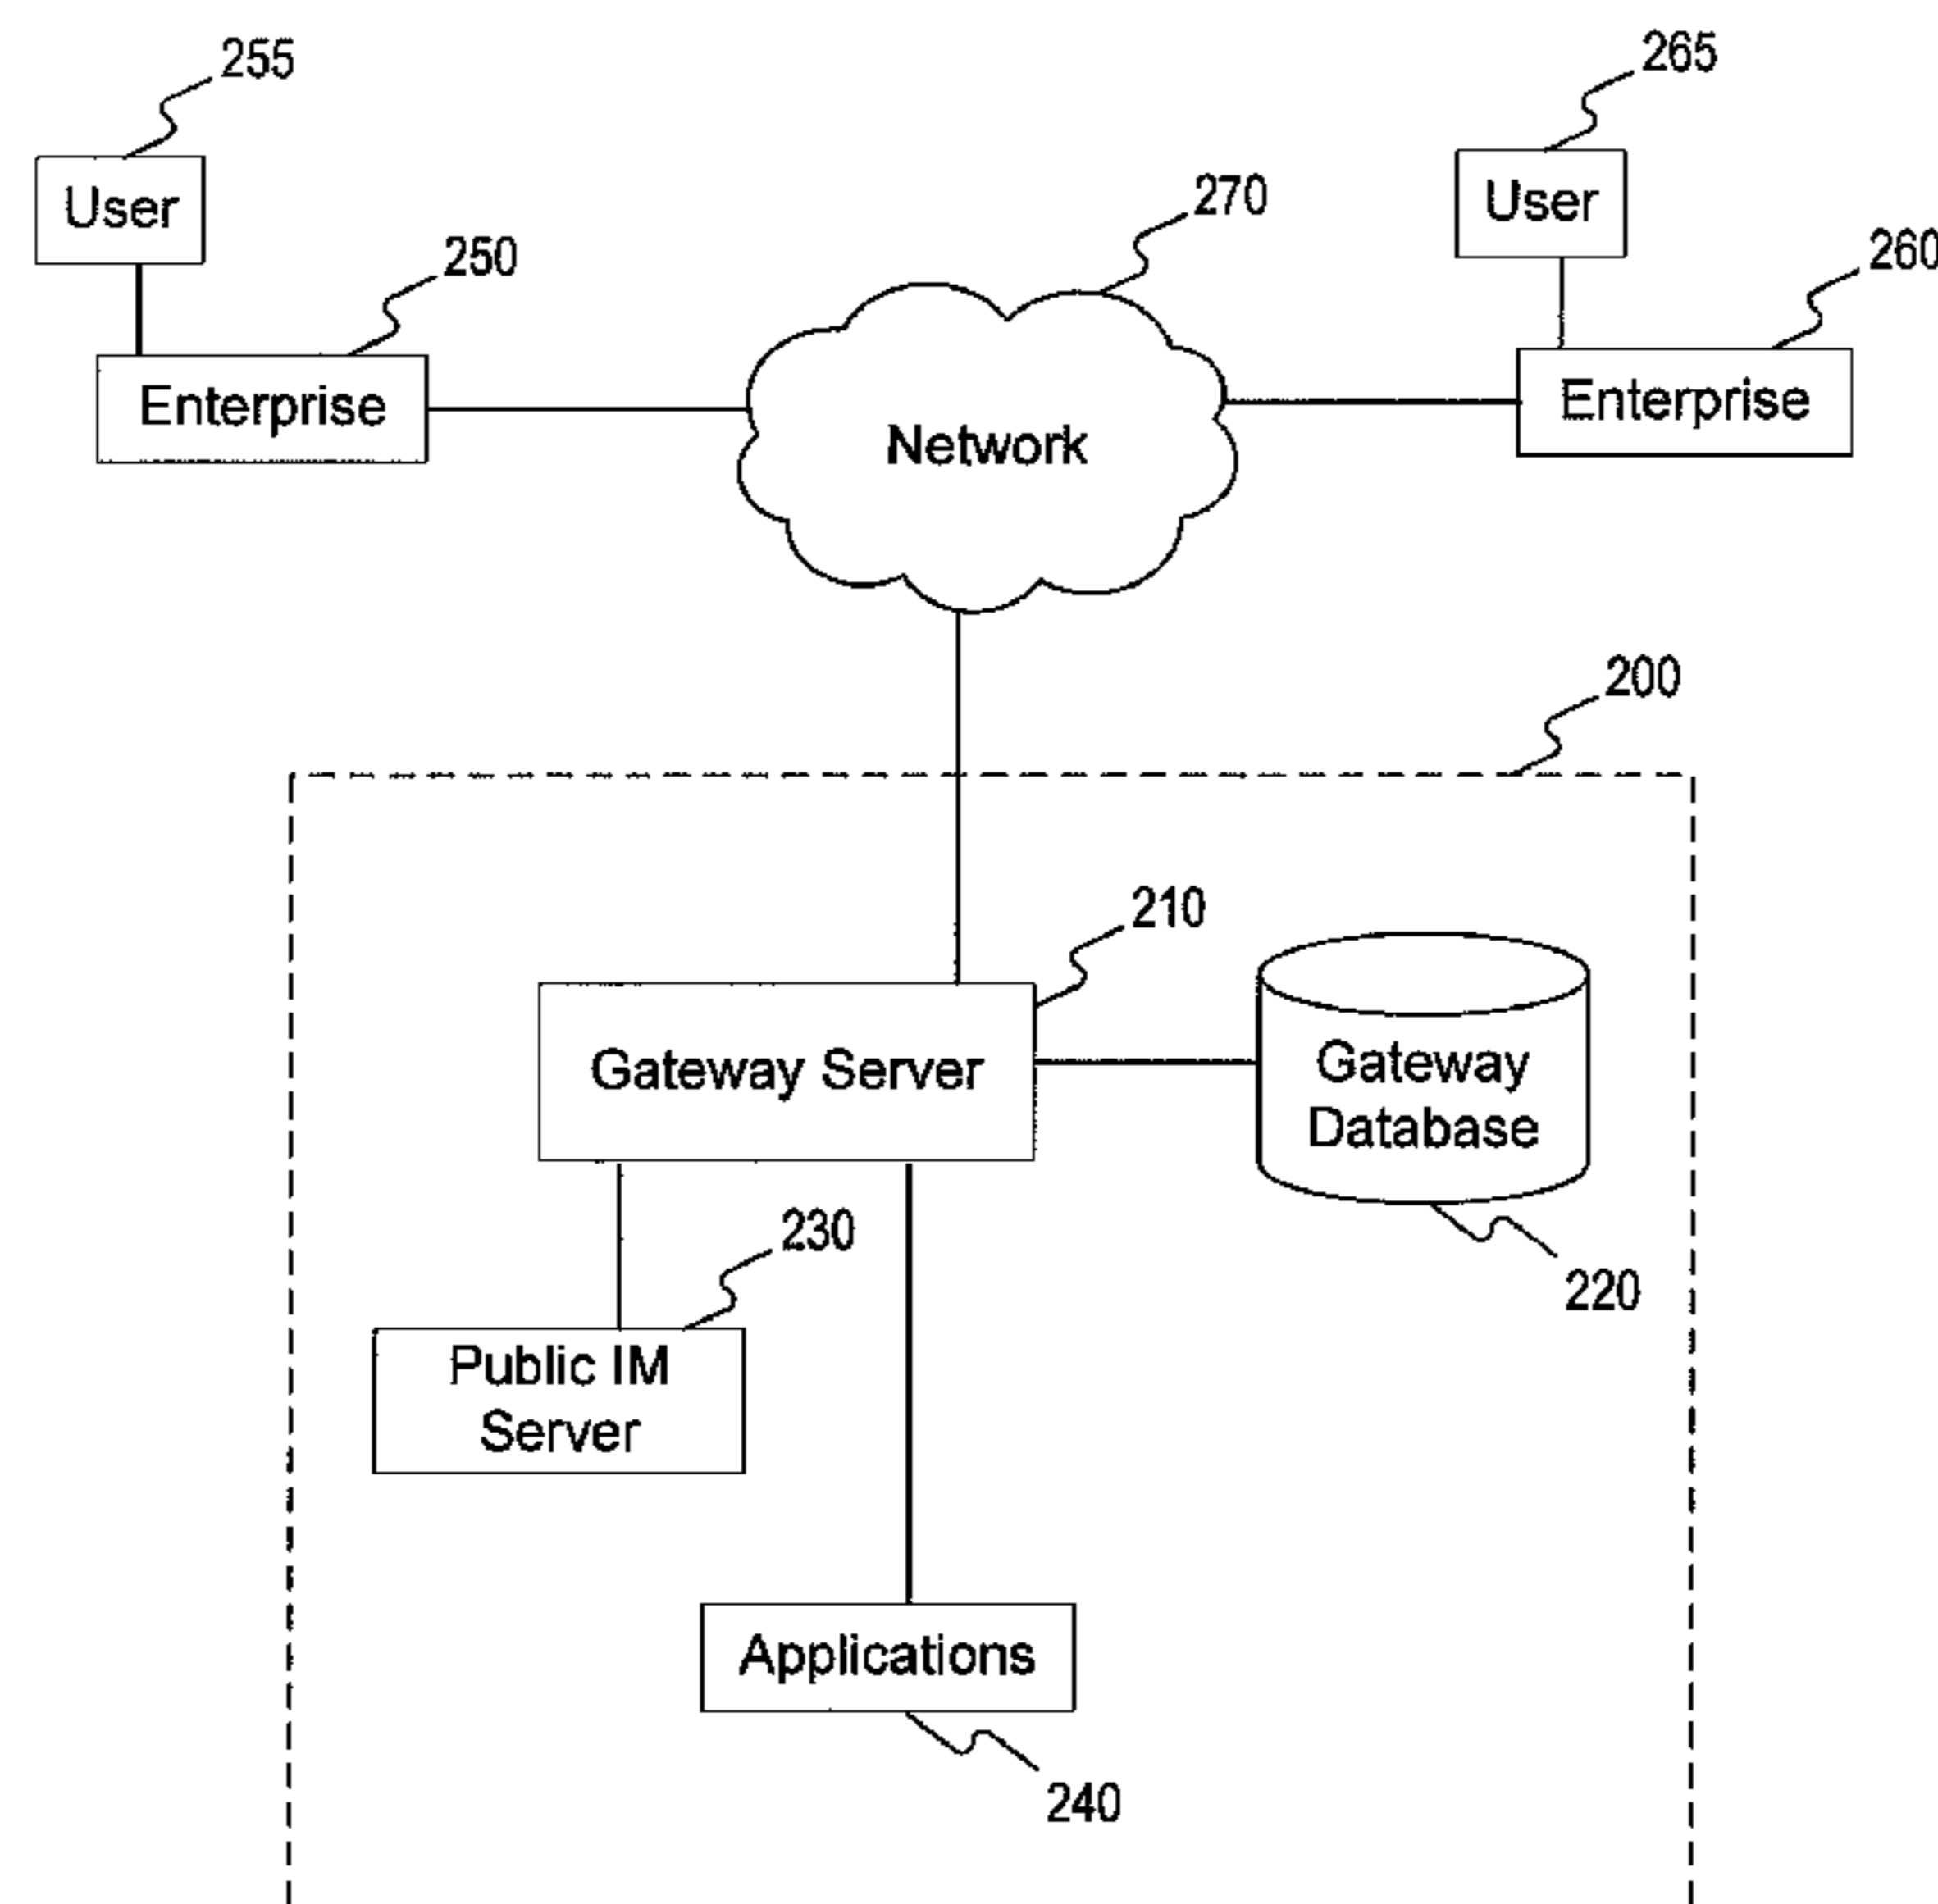 255
265
User
270
User
250
260
Enterprise
Network
Enterprise
200
210
Gateway Server
Gateway
Database
230
220
Public IM
Server
Applications
240